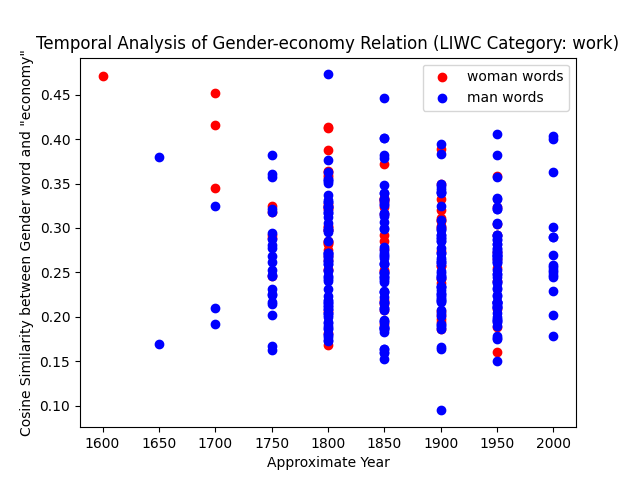 Temporal Analysis of Gender-economy Relation (LIWC Category: work)
woman words
man words
Cosine Similarity between Gender word and "economy"
0.45
0.40
0.35
0.30
0.25
0.20
0.15
0.10
1600 1650 1700 1750 1800 1850 1900 1950 2000
Approximate Year